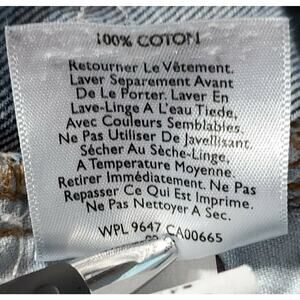 100% COTON
Retourner Le Vêtement.
Laver Separement Avant
De Le Porter. Laver En
Lave-Linge A L'eau Tiede,
Avec Couleurs Semblables.
Ne Pas Utiliser De Javellisant.
Sécher Au Sèche-Linge,
A Temperature Moyenne.
Retirer Immédiatement. Ne Pas
Repasser Ce Qui Est Imprime.
Ne Pas Nettoyer A Sec.
WPL 9647 CA00665